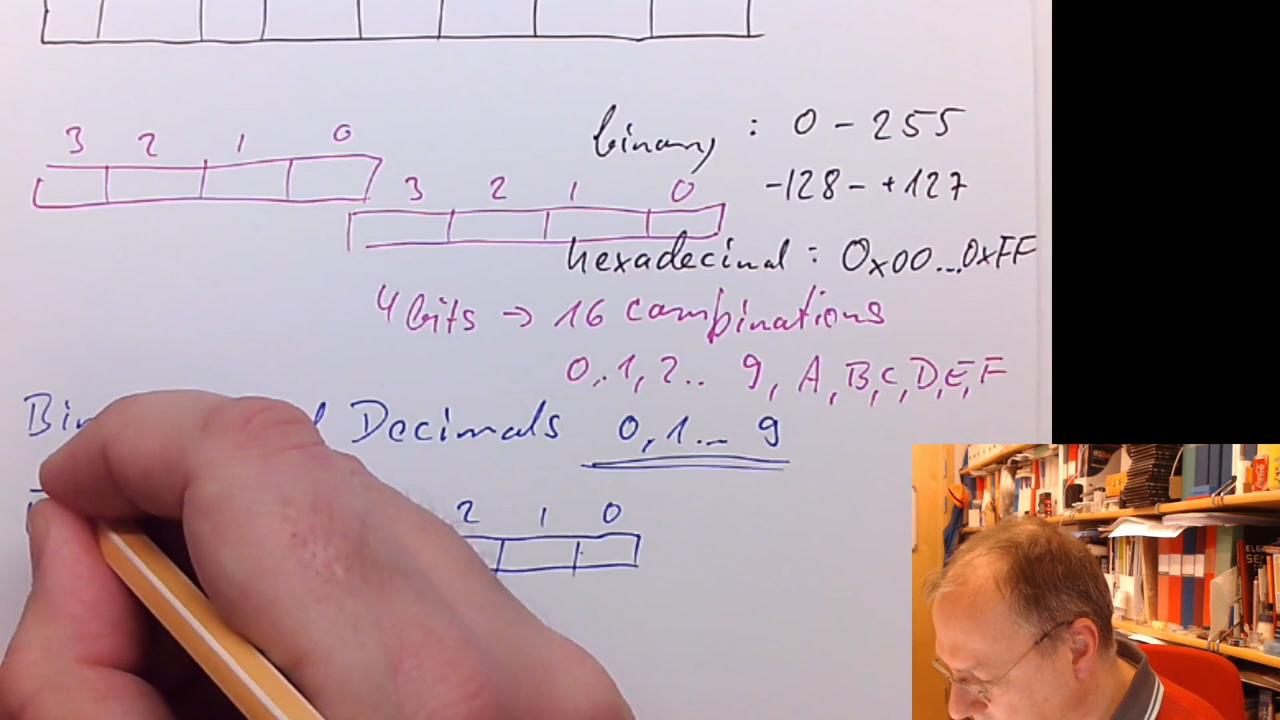 binary : 0 - 255
3 2 1 0
-128 - +127
3 2 1 0
hexadecimal : 0x00...0xFF
4 bits → 16 combinations
0, 1, 2.. 9, A, B, C, D, E, F
Decimals 0, 1... 9
2 1 0